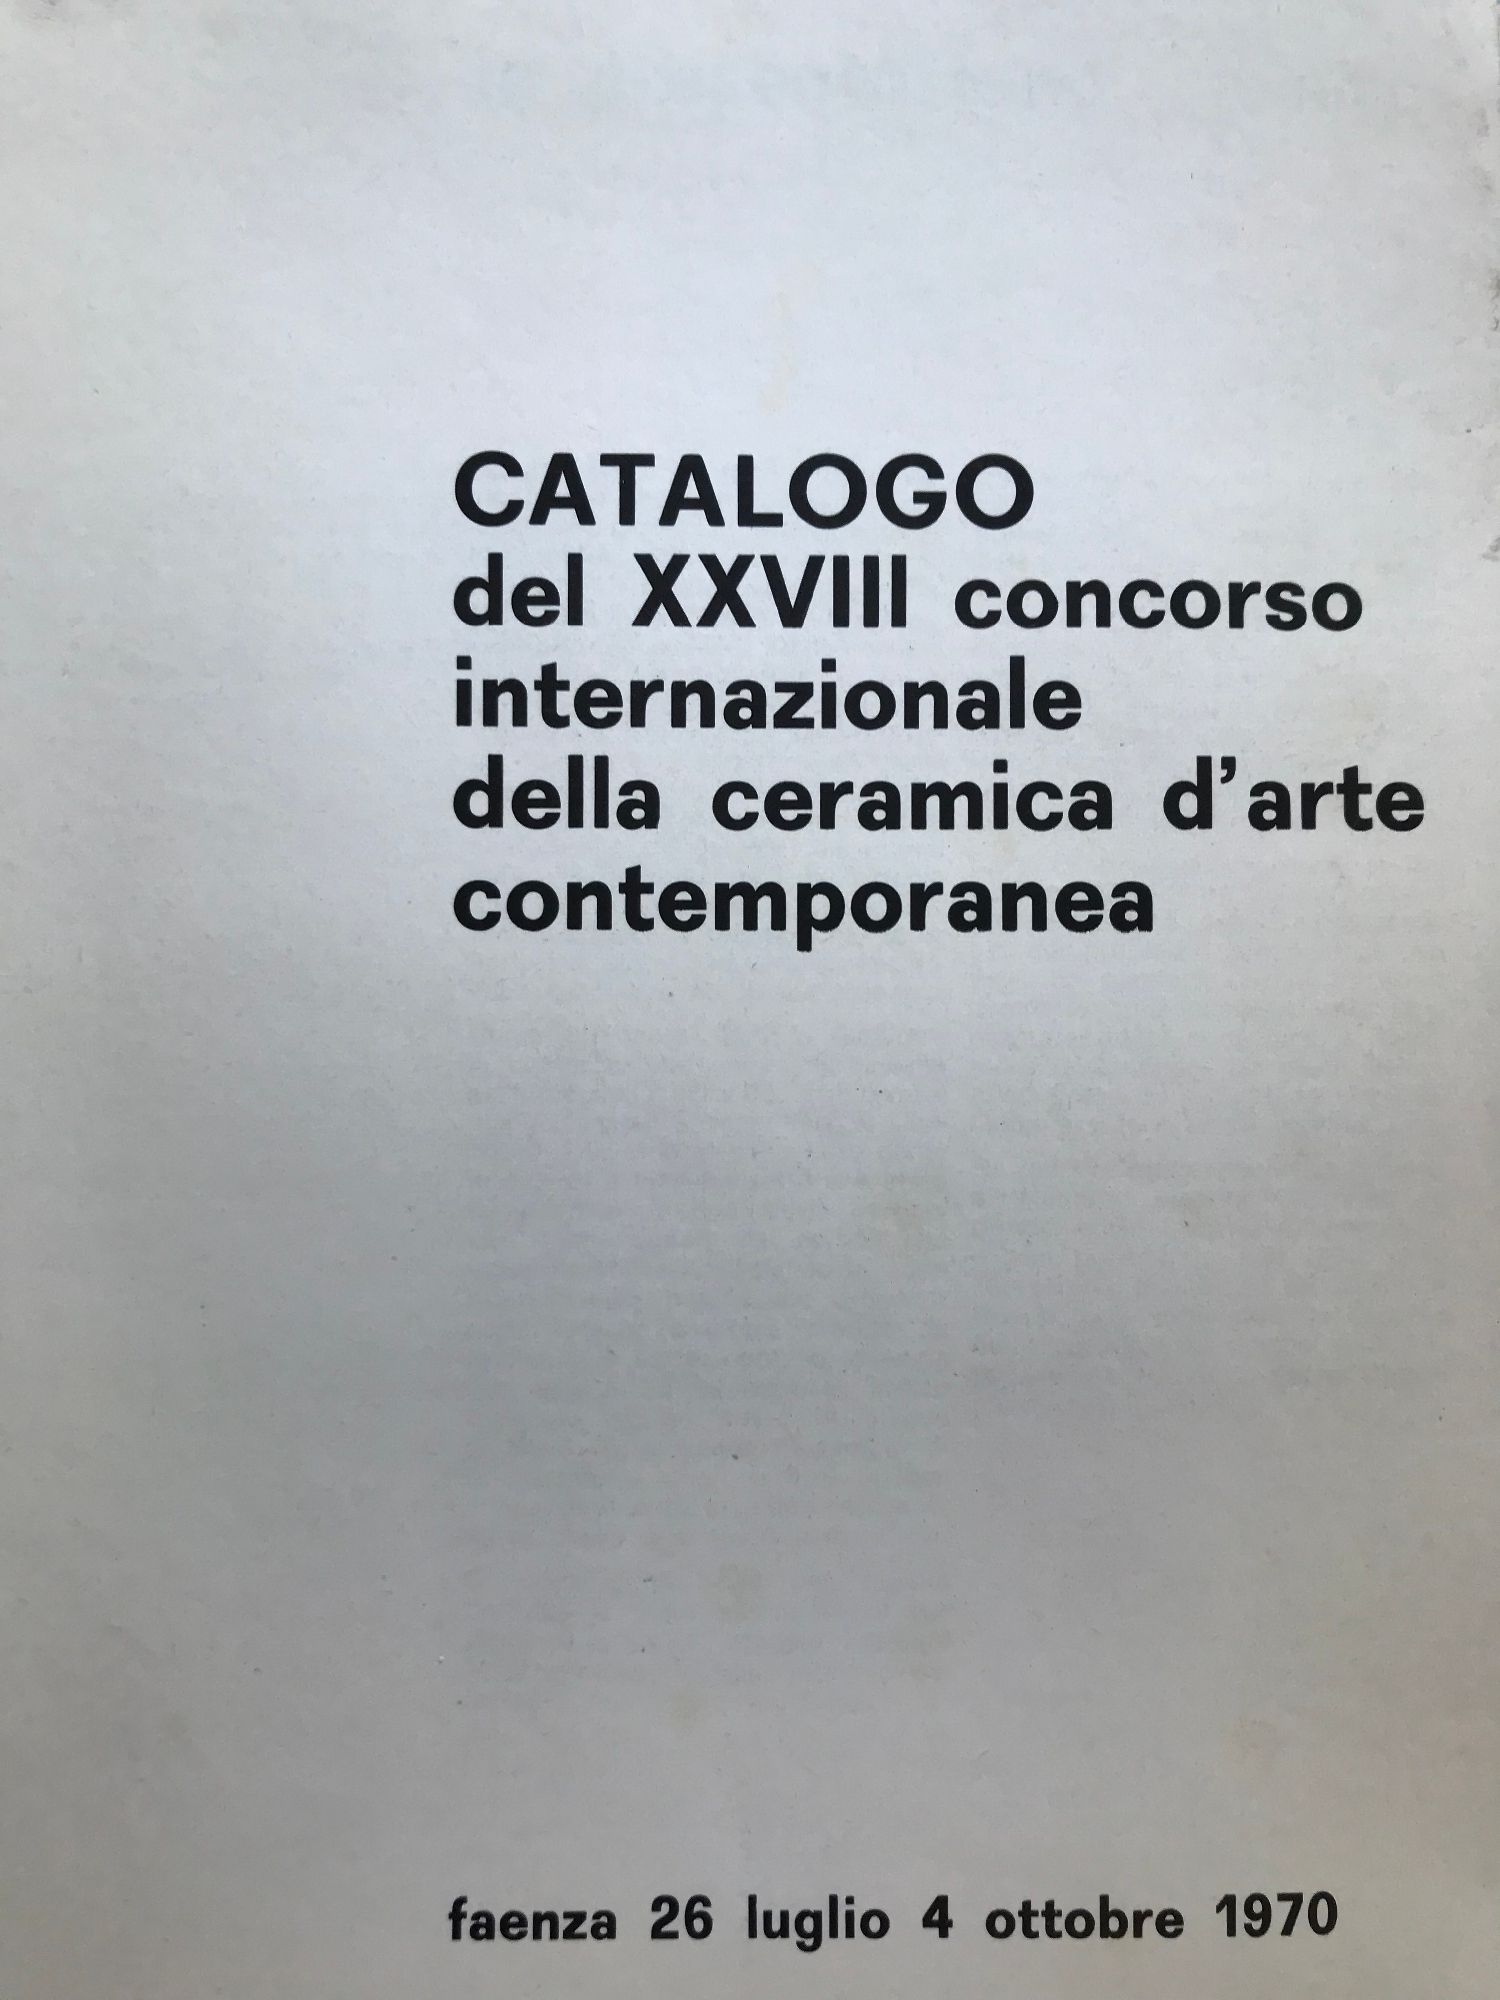 CATALOGO
del XXVIII concorso
internazionale
della ceramica d'arte
contemporanea
faenza 26 luglio 4 ottobre 1970